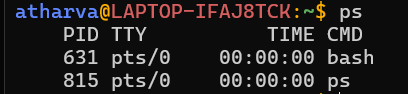 atharva@LAPTOP-IFAJ8TCK:~$ ps
    PID TTY          TIME CMD
    631 pts/0    00:00:00 bash
    815 pts/0    00:00:00 ps